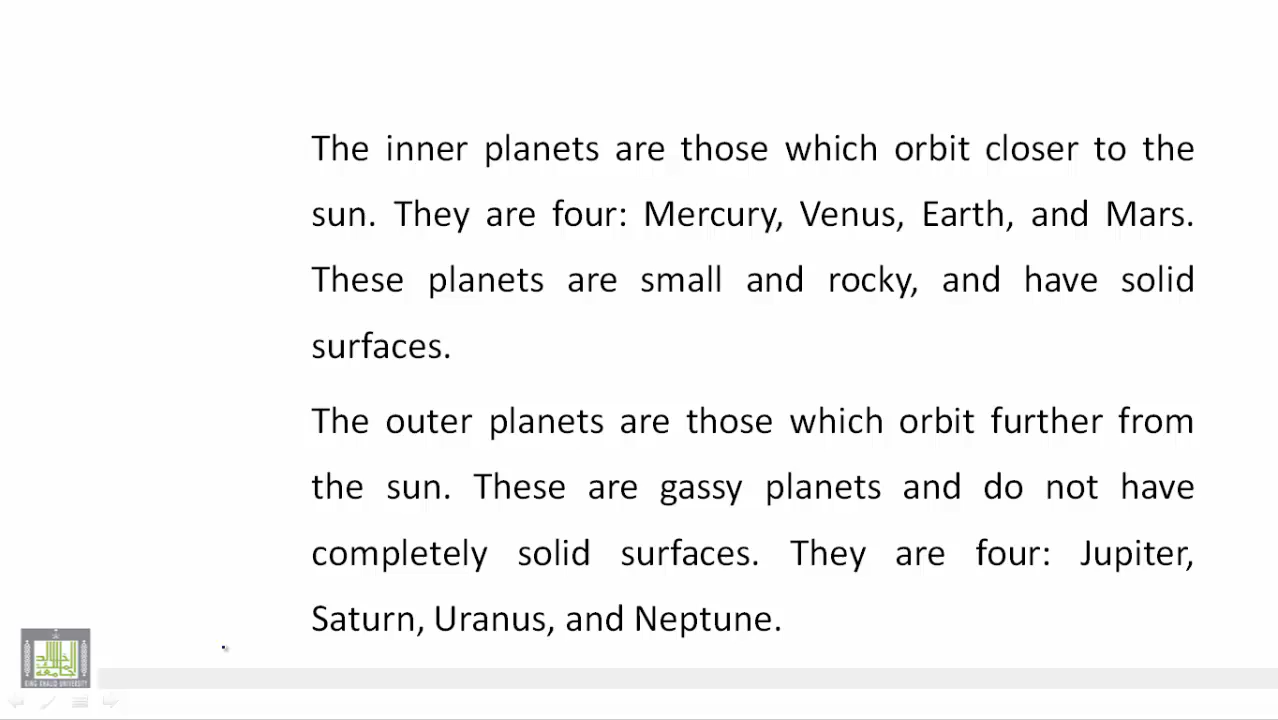 The inner planets are those which orbit closer to the
sun. They are four: Mercury, Venus, Earth, and Mars.
These planets are small and rocky, and have solid
surfaces.
The outer planets are those which orbit further from
the sun. These are gassy planets and do not have
completely solid surfaces. They are four: Jupiter,
Saturn, Uranus, and Neptune.
KING KHALID UNIVERSITY